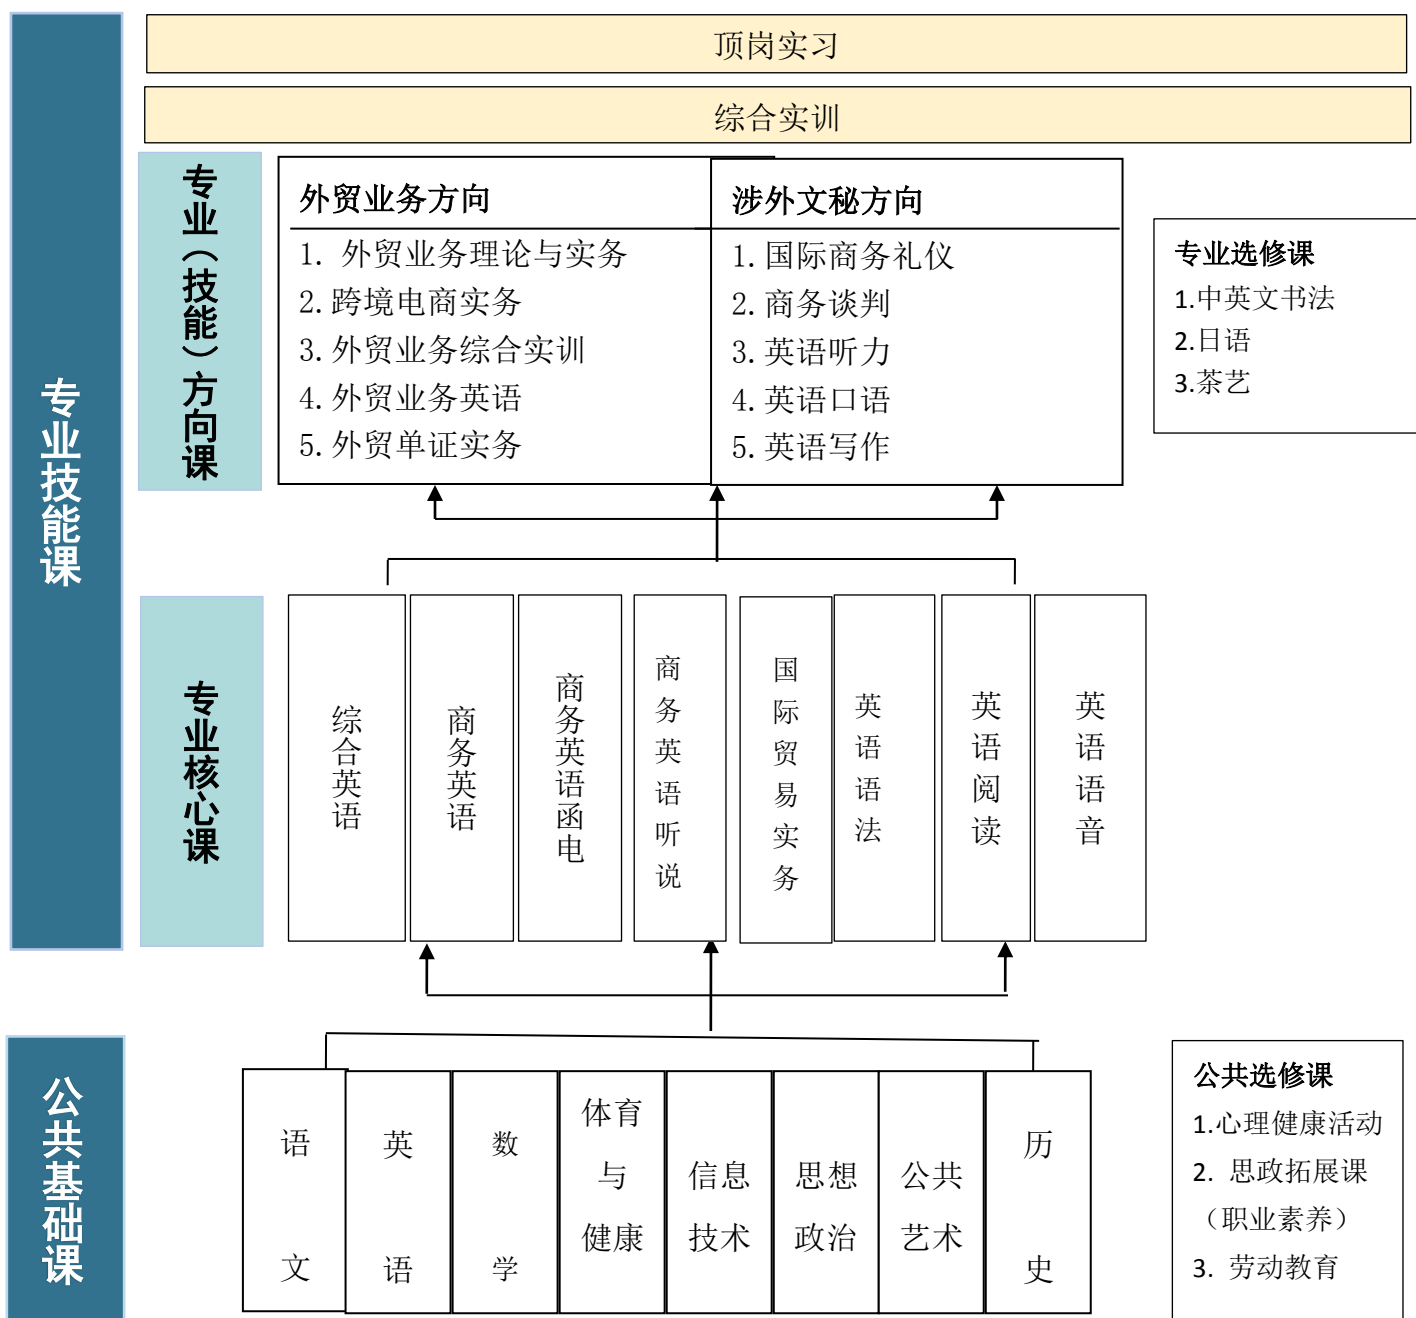 顶岗实习
综合实训
专业技能课
专业（技能）方向课
外贸业务方向
1. 外贸业务理论与实务
2.跨境电商实务
3.外贸业务综合实训
4.外贸业务英语
5.外贸单证实务
涉外文秘方向
1.国际商务礼仪
2.商务谈判
3.英语听力
4.英语口语
5.英语写作
专业选修课
1.中英文书法
2.日语
3.茶艺
专业核心课
综合英语
商务英语
商务英语函电
商务英语听说
国际贸易实务
英语语法
英语阅读
英语语音
公共基础课
语文
英语
数学
体育
与
健康
信息
技术
思想
政治
公共
艺术
历史
公共选修课
1.心理健康活动
2. 思政拓展课
（职业素养）
3. 劳动教育